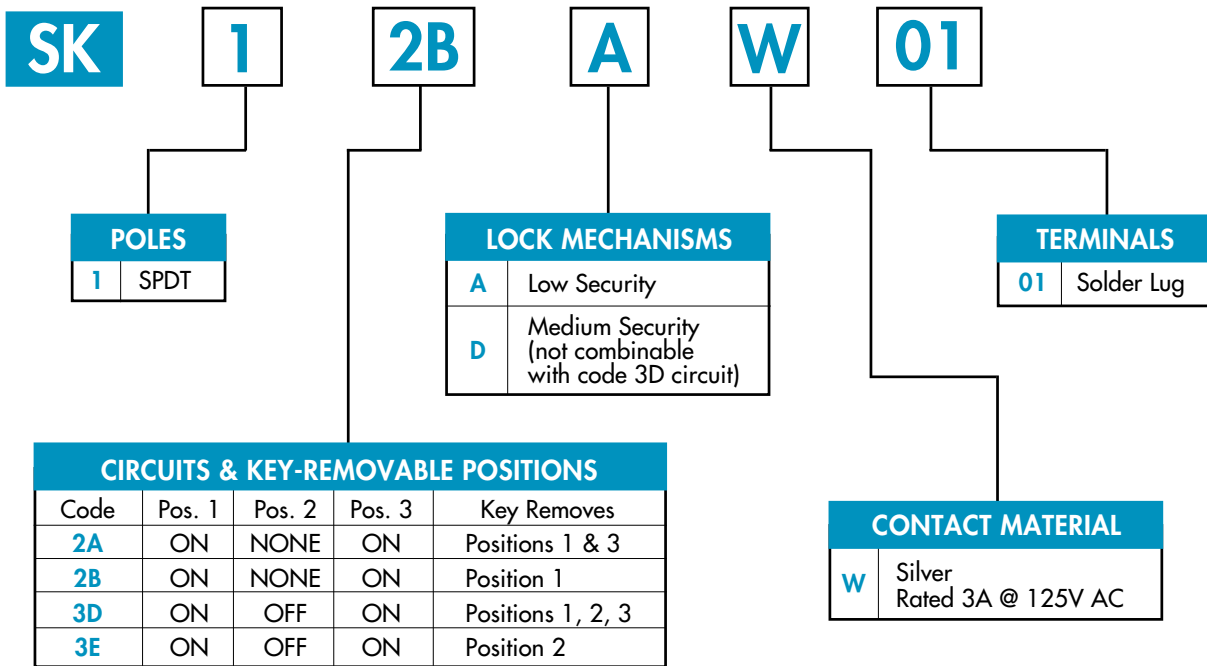 SK 1 2B A W 01
POLES
1 SPDT
LOCK MECHANISMS
A Low Security
D Medium Security
(not combinable
with code 3D circuit)
TERMINALS
01 Solder Lug
CIRCUITS & KEY-REMOVABLE POSITIONS
Code Pos. 1 Pos. 2 Pos. 3 Key Removes
2A ON NONE ON Positions 1 & 3
2B ON NONE ON Position 1
3D ON OFF ON Positions 1, 2, 3
3E ON OFF ON Position 2
CONTACT MATERIAL
W Silver
Rated 3A @ 125V AC